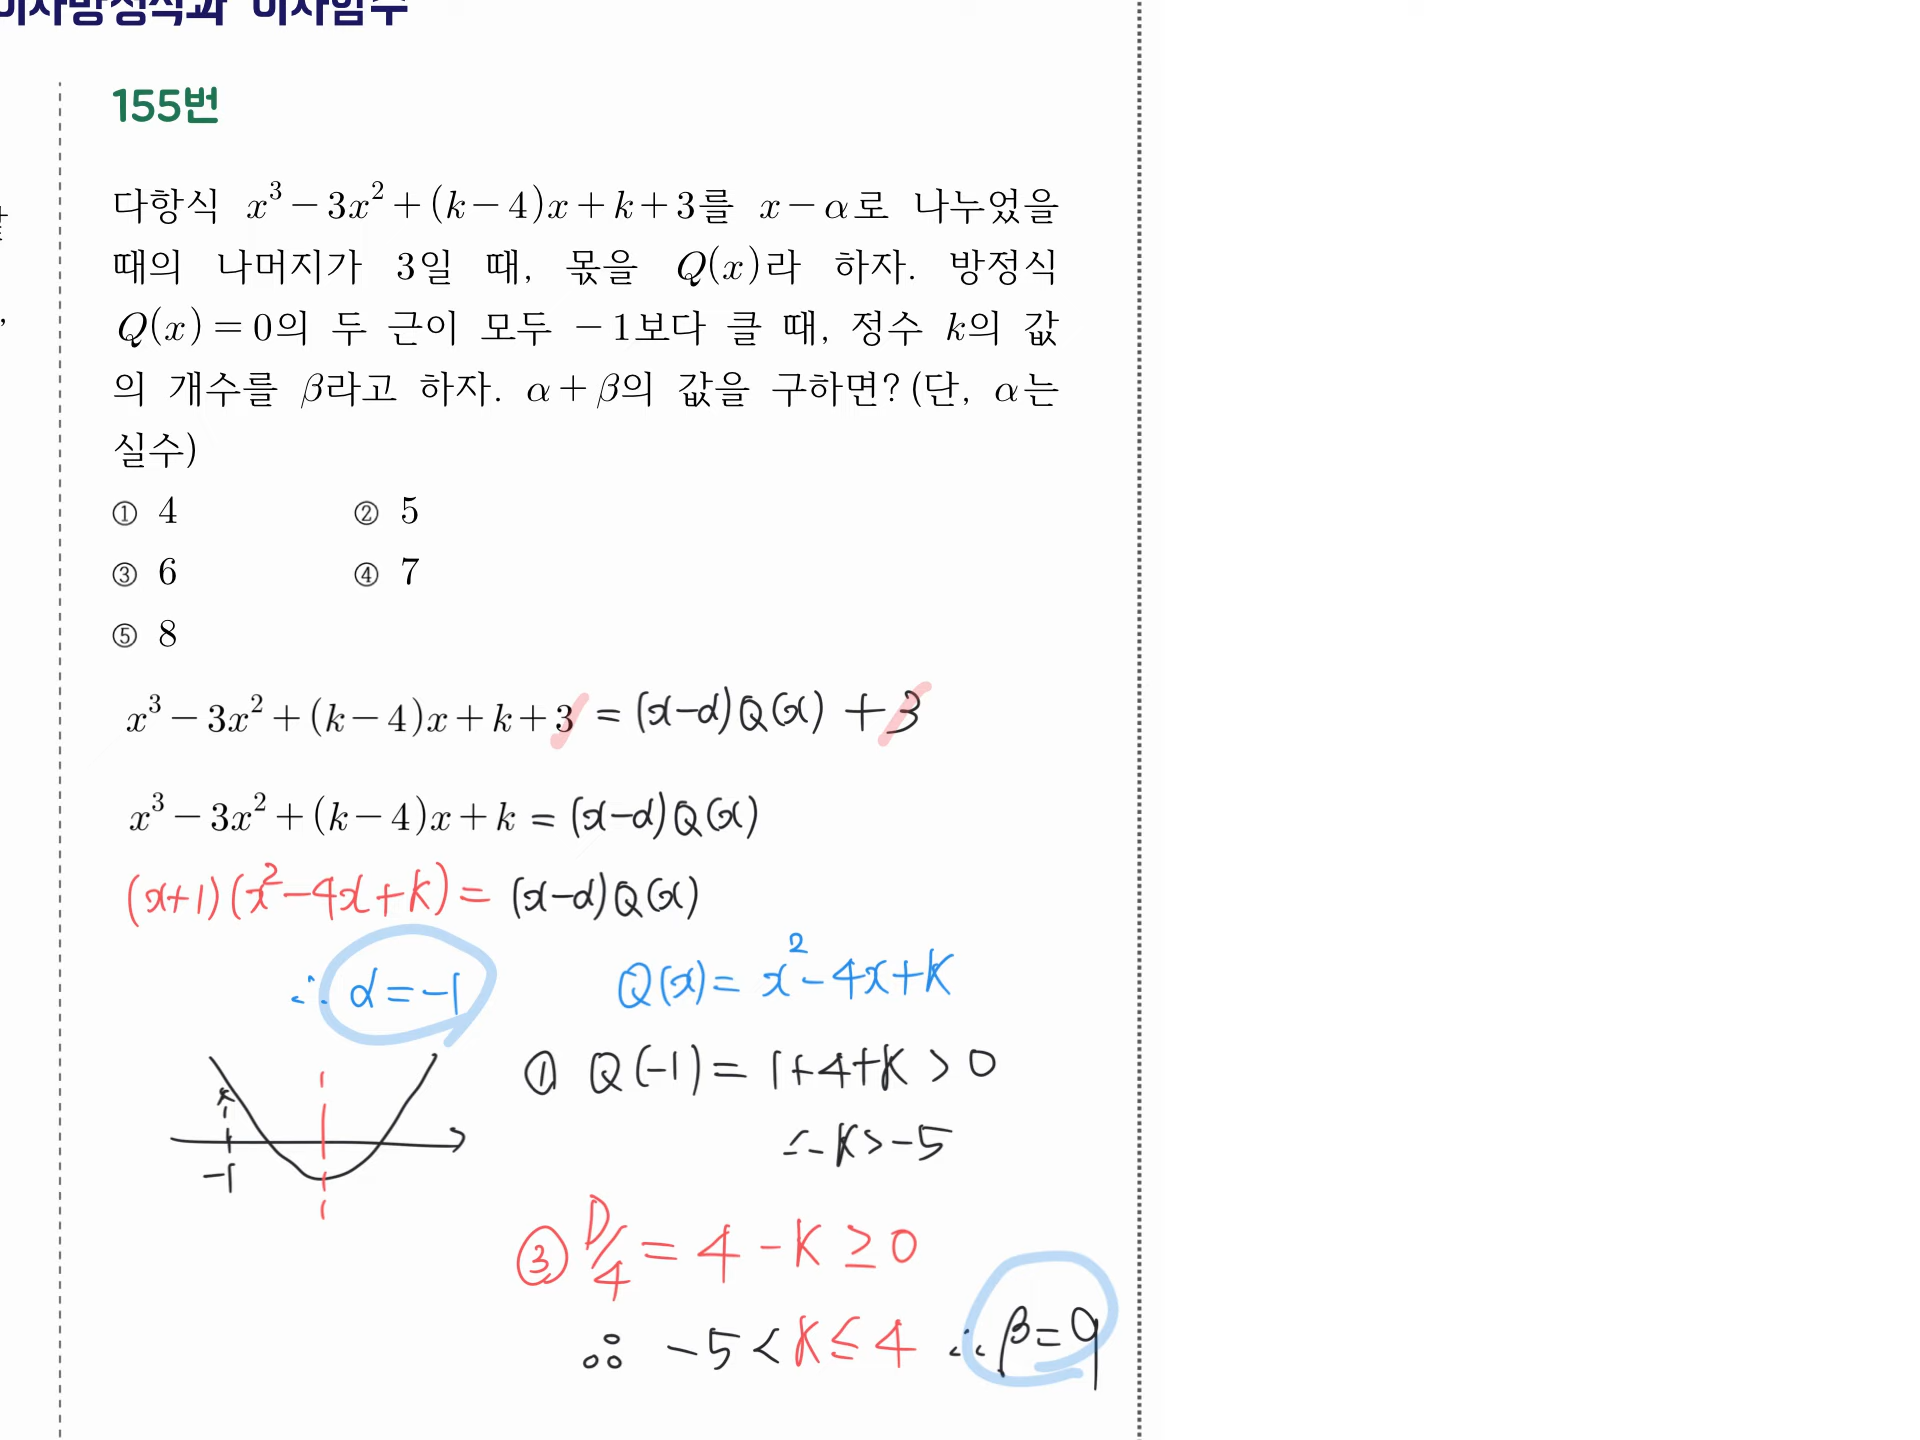 이차방정식과 이차함수
155번
다항식 x³ − 3x² + (k − 4)x + k + 3를 x − α로 나누었을
때의 나머지가 3일 때, 몫을 Q(x)라 하자. 방정식
Q(x) = 0의 두 근이 모두 − 1보다 클 때, 정수 k의 값
의 개수를 β라고 하자. α + β의 값을 구하면? (단, α는
실수)
① 4 ② 5
③ 6 ④ 7
⑤ 8
x³ − 3x² + (k − 4)x + k + 3 = (x−α)Q(x) + 3
x³ − 3x² + (k − 4)x + k = (x−α)Q(x)
(x+1)(x²−4x+k) = (x−α)Q(x)
∴ α = −1 Q(x) = x² − 4x + k
① Q(−1) = 1+4+k > 0
∴ k > −5
−1
③ D/4 = 4 − k ≥ 0
∴ −5 < k ≤ 4 ∴ β = 9